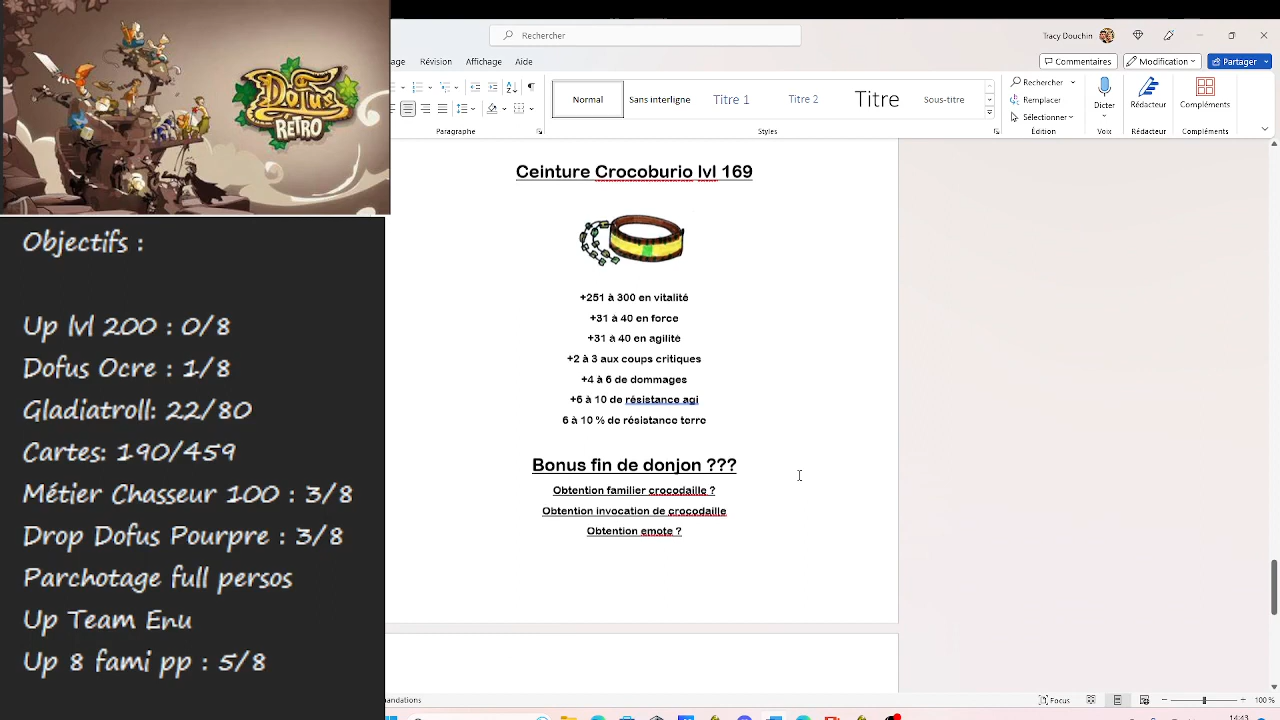 Dofus
RETRO
Objectifs :
Up lvl 200 : 0/8
Dofus Ocre : 1/8
Gladiatroll: 22/80
Cartes: 190/459
Métier Chasseur 100 : 3/8
Drop Dofus Pourpre : 3/8
Parchotage full persos
Up Team Enu
Up 8 fami pp : 5/8
Rechercher
Tracy Douchin
Révision Affichage Aide
Commentaires Modification Partager
Normal Sans interligne Titre 1 Titre 2 Titre Sous-titre
Rechercher
Remplacer
Sélection
Dicter Rédacteur Compléments
Paragraphe Styles Édition Voix Rédacteur Compléments
Ceinture Crocoburio lvl 169
+251 à 300 en vitalité
+31 à 40 en force
+31 à 40 en agilité
+2 à 3 aux coups critiques
+4 à 6 de dommages
+6 à 10 de résistance agi
6 à 10 % de résistance terre
Bonus fin de donjon ???
Obtention familier crocodaille ?
Obtention invocation de crocodaille
Obtention emote ?
Focus 100 %